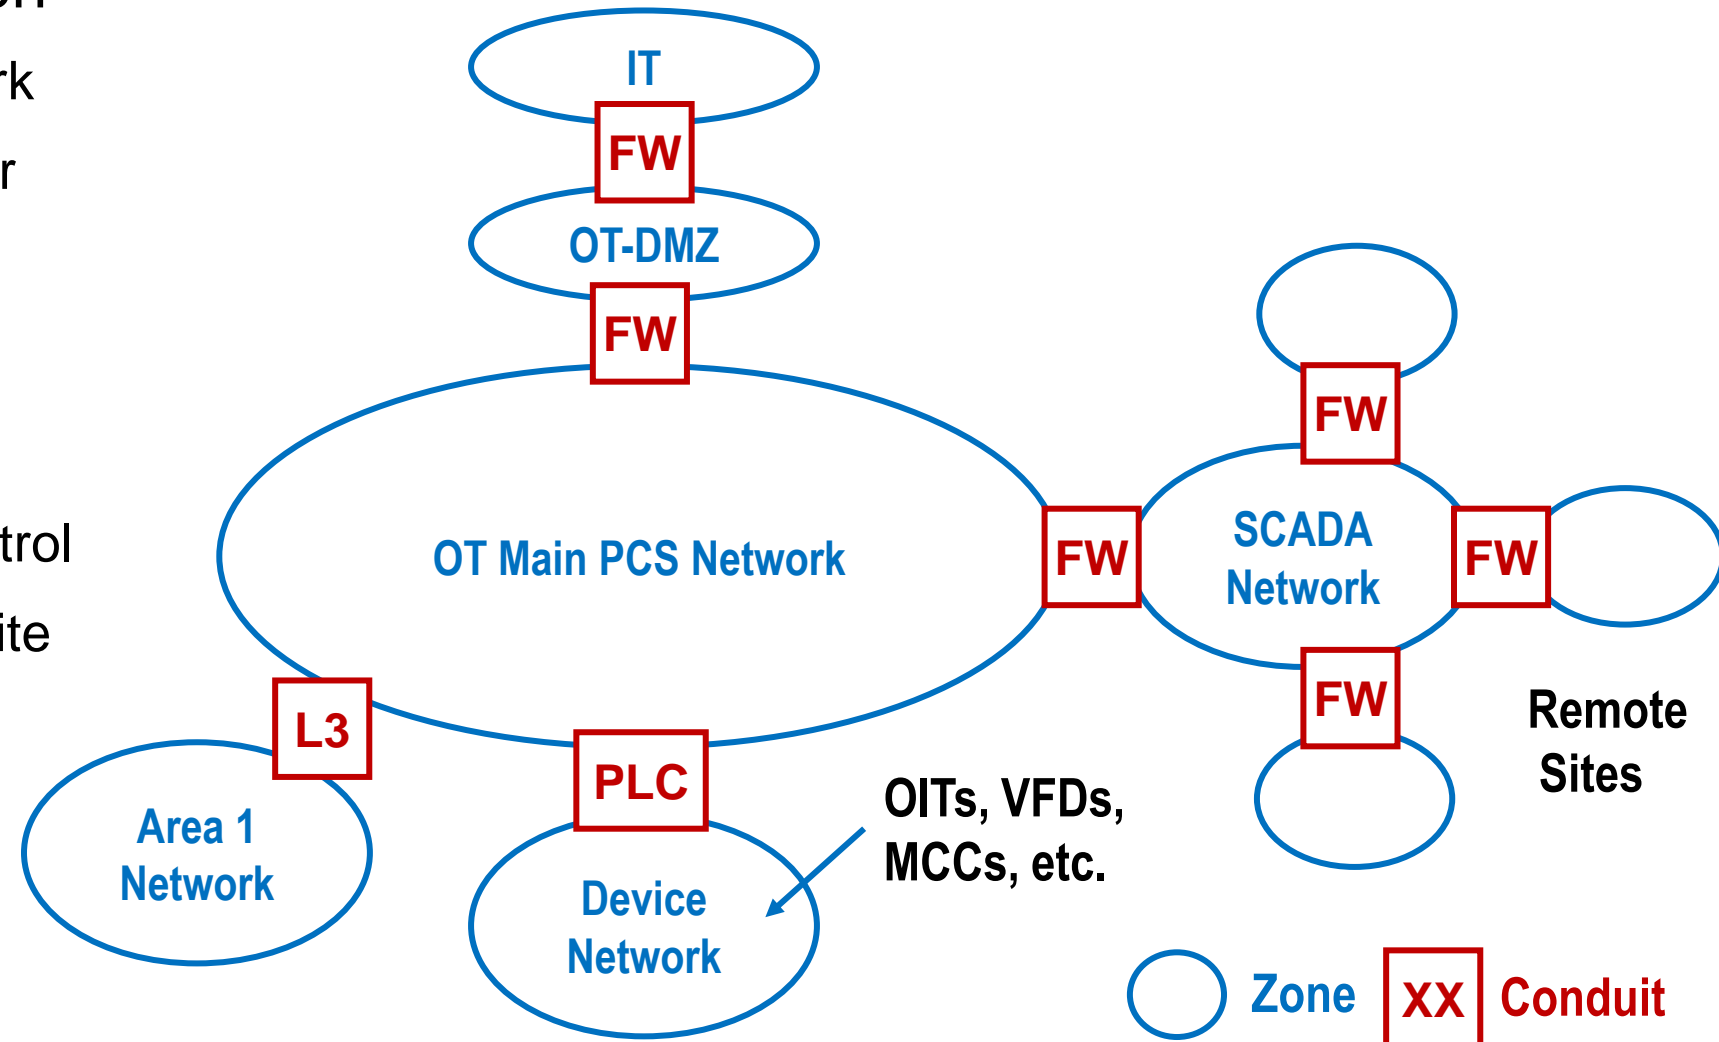 IT
FW
OT-DMZ
FW
FW
OT Main PCS Network
FW
SCADA
Network
FW
FW
Remote
Sites
L3
PLC
Area 1
Network
OITs, VFDs,
MCCs, etc.
Device
Network
Zone
XX
Conduit
rk
r
trol
ite